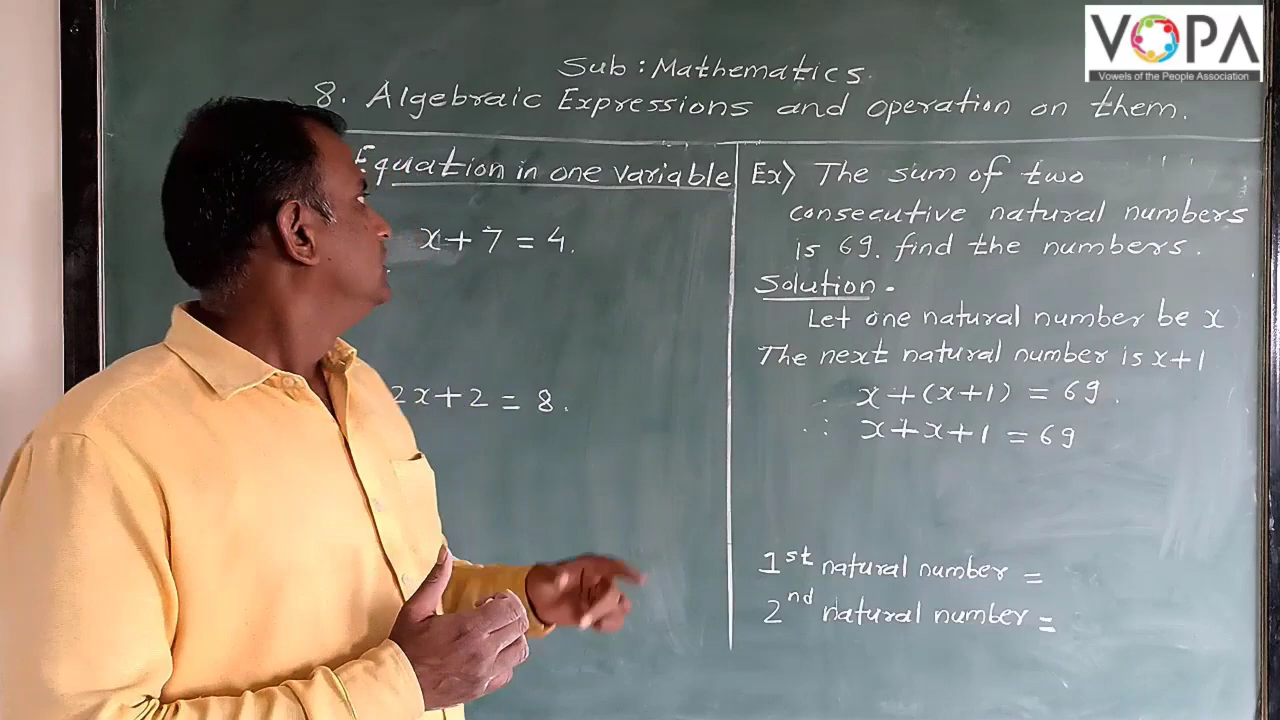 VOPA
Vowels of the People Association
Sub : Mathematics.
8. Algebraic Expressions and operation on them.
Equation in one variable
x + 7 = 4.
2x + 2 = 8.
Ex> The sum of two
consecutive natural numbers
is 69. find the numbers.
Solution -
Let one natural number be x
The next natural number is x+1
∴ x + (x+1) = 69.
∴ x + x + 1 = 69
1st natural number =
2nd natural number =